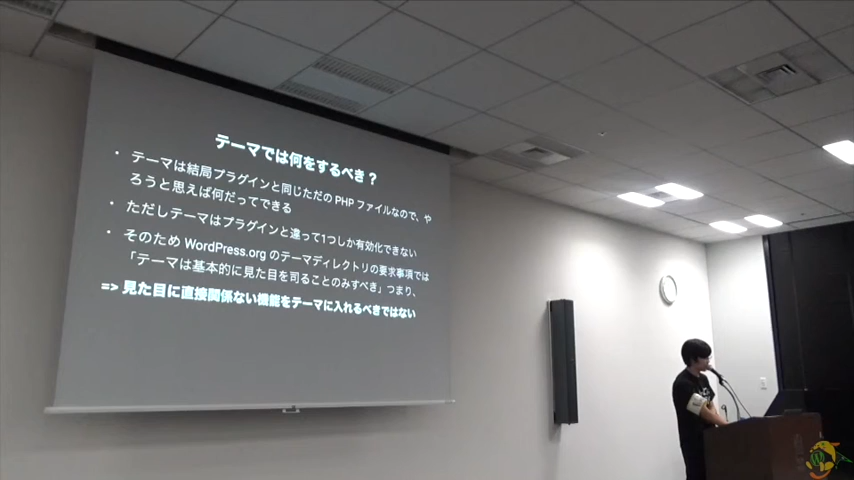 テーマでは何をするべき？
・テーマは結局プラグインと同じただの PHP ファイルなので、や
ろうと思えば何だってできる
・ただしテーマはプラグインと違って1つしか有効化できない
・そのため WordPress.org のテーマディレクトリの要求事項では
「テーマは基本的に見た目を司ることのみすべき」つまり、
=> 見た目に直接関係ない機能をテーマに入れるべきではない